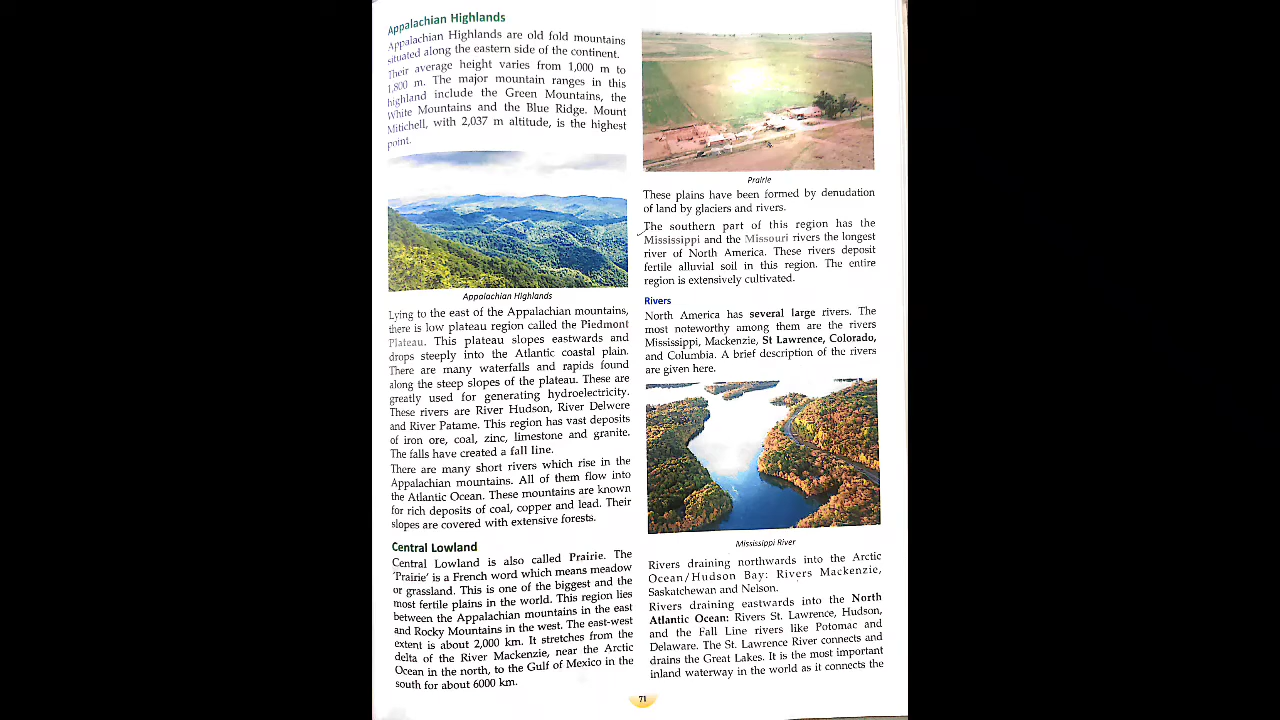 Appalachian Highlands
Appalachian Highlands are old fold mountains
situated along the eastern side of the continent.
Their average height varies from 1,000 m to
1,800 m. The major mountain ranges in this
highland include the Green Mountains, the
White Mountains and the Blue Ridge. Mount
Mitichell, with 2,037 m altitude, is the highest
point.
Appalachian Highlands
Lying to the east of the Appalachian mountains,
there is low plateau region called the Piedmont
Plateau. This plateau slopes eastwards and
drops steeply into the Atlantic coastal plain.
There are many waterfalls and rapids found
along the steep slopes of the plateau. These are
greatly used for generating hydroelectricity.
These rivers are River Hudson, River Delwere
and River Patame. This region has vast deposits
of iron ore, coal, zinc, limestone and granite.
The falls have created a fall line.
There are many short rivers which rise in the
Appalachian mountains. All of them flow into
the Atlantic Ocean. These mountains are known
for rich deposits of coal, copper and lead. Their
slopes are covered with extensive forests.
Central Lowland
Central Lowland is also called Prairie. The
'Prairie' is a French word which means meadow
or grassland. This is one of the biggest and the
most fertile plains in the world. This region lies
between the Appalachian mountains in the east
and Rocky Mountains in the west. The east-west
extent is about 2,000 km. It stretches from the
delta of the River Mackenzie, near the Arctic
Ocean in the north, to the Gulf of Mexico in the
south for about 6000 km.
Prairie
These plains have been formed by denudation
of land by glaciers and rivers.
The southern part of this region has the
Mississippi and the Missouri rivers the longest
river of North America. These rivers deposit
fertile alluvial soil in this region. The entire
region is extensively cultivated.
Rivers
North America has several large rivers. The
most noteworthy among them are the rivers
Mississippi, Mackenzie, St Lawrence, Colorado,
and Columbia. A brief description of the rivers
are given here.
Mississippi River
Rivers draining northwards into the Arctic
Ocean/Hudson Bay: Rivers Mackenzie,
Saskatchewan and Nelson.
Rivers draining eastwards into the North
Atlantic Ocean: Rivers St. Lawrence, Hudson,
and the Fall Line rivers like Potomac and
Delaware. The St. Lawrence River connects and
drains the Great Lakes. It is the most important
inland waterway in the world as it connects the
71